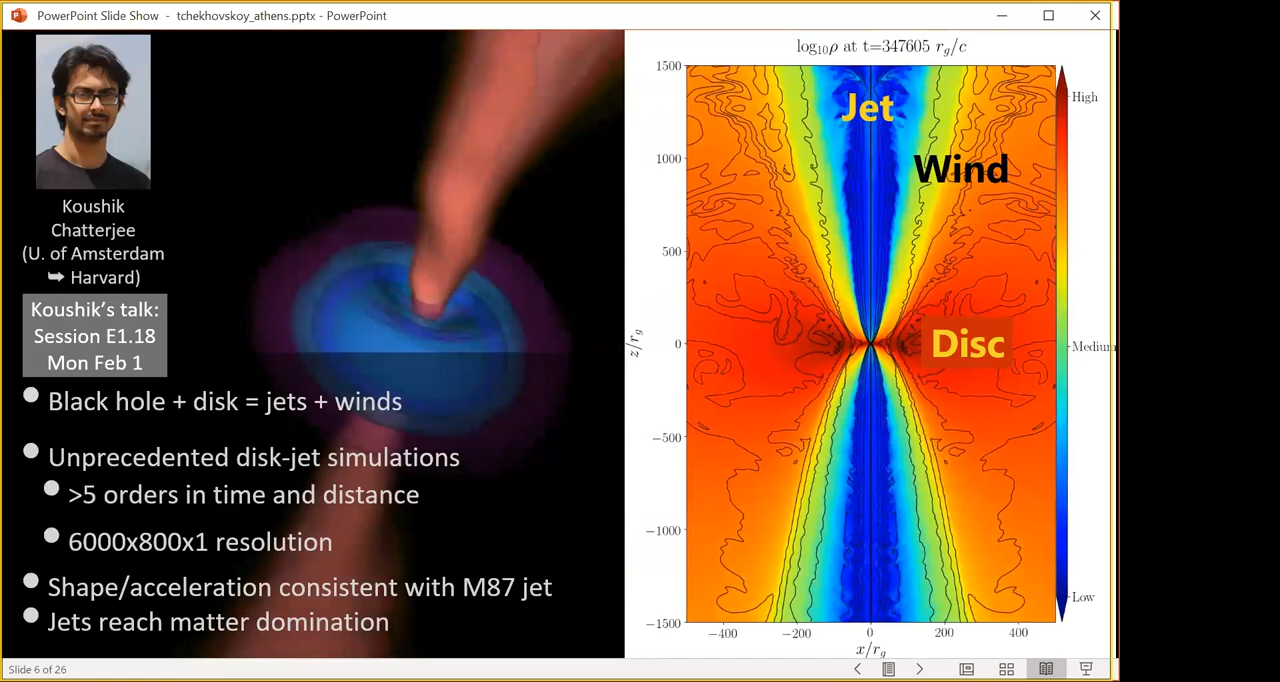 PowerPoint Slide Show - tchekhovskoy_athens.pptx - PowerPoint
Koushik
Chatterjee
(U. of Amsterdam
➥ Harvard)
Koushik's talk:
Session E1.18
Mon Feb 1
Black hole + disk = jets + winds
Unprecedented disk-jet simulations
>5 orders in time and distance
6000x800x1 resolution
Shape/acceleration consistent with M87 jet
Jets reach matter domination
log₁₀ρ at t=347605 r_g/c
1500
1000
500
0
−500
−1000
−1500
z/r_g
−400 −200 0 200 400
x/r_g
Jet
Wind
Disc
High
Medium
Low
Slide 6 of 26